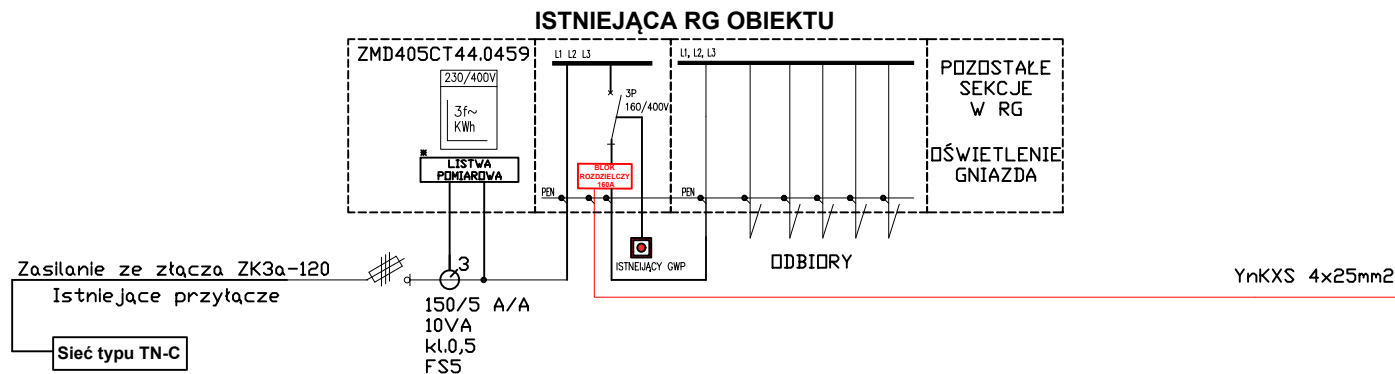 ISTNIEJĄCA RG OBIEKTU
ZMD405CT44.0459
230/400V
3f~
KWh
*
LISTWA
POMIAROWA
L1 L2 L3
3P
160/400V
BLOK
ROZDZIELCZY
160A
PEN
ISTNEIJĄCY GWP
L1, L2, L3
PEN
ODBIORY
POZOSTAŁE
SEKCJE
W RG
OŚWIETLENIE
GNIAZDA
Zasilanie ze złącza ZK3a-120
Istniejące przyłącze
Sieć typu TN-C
3
150/5 A/A
10VA
kl.0,5
FS5
YnKXS 4x25mm2